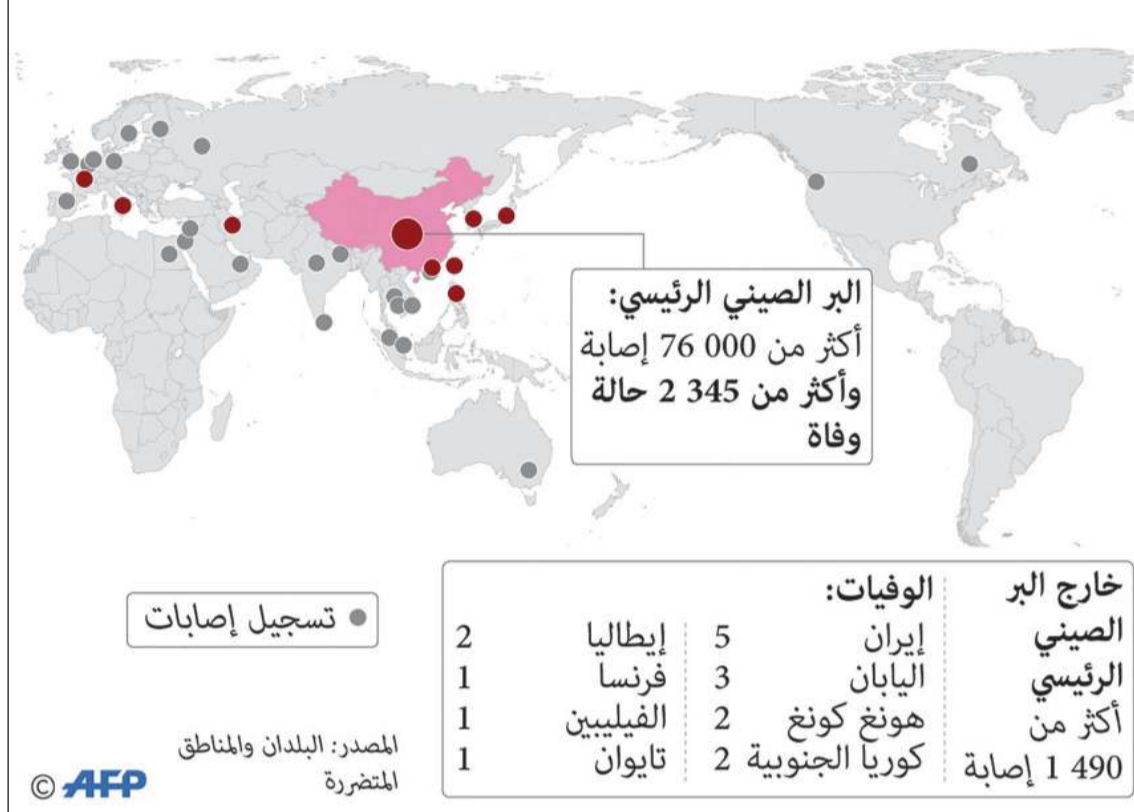 البر الصيني الرئيسي:
أكثر من 000 76 إصابة
وأكثر من 345 2 حالة
وفاة
خارج البر
الصيني
الرئيسي
أكثر من
490 1 إصابة
الوفيات:
إيران 5
اليابان 3
هونغ كونغ 2
كوريا الجنوبية 2
إيطاليا 2
فرنسا 1
الفيليبين 1
تايوان 1
تسجيل إصابات
المصدر: البلدان والمناطق
المتضررة
© AFP